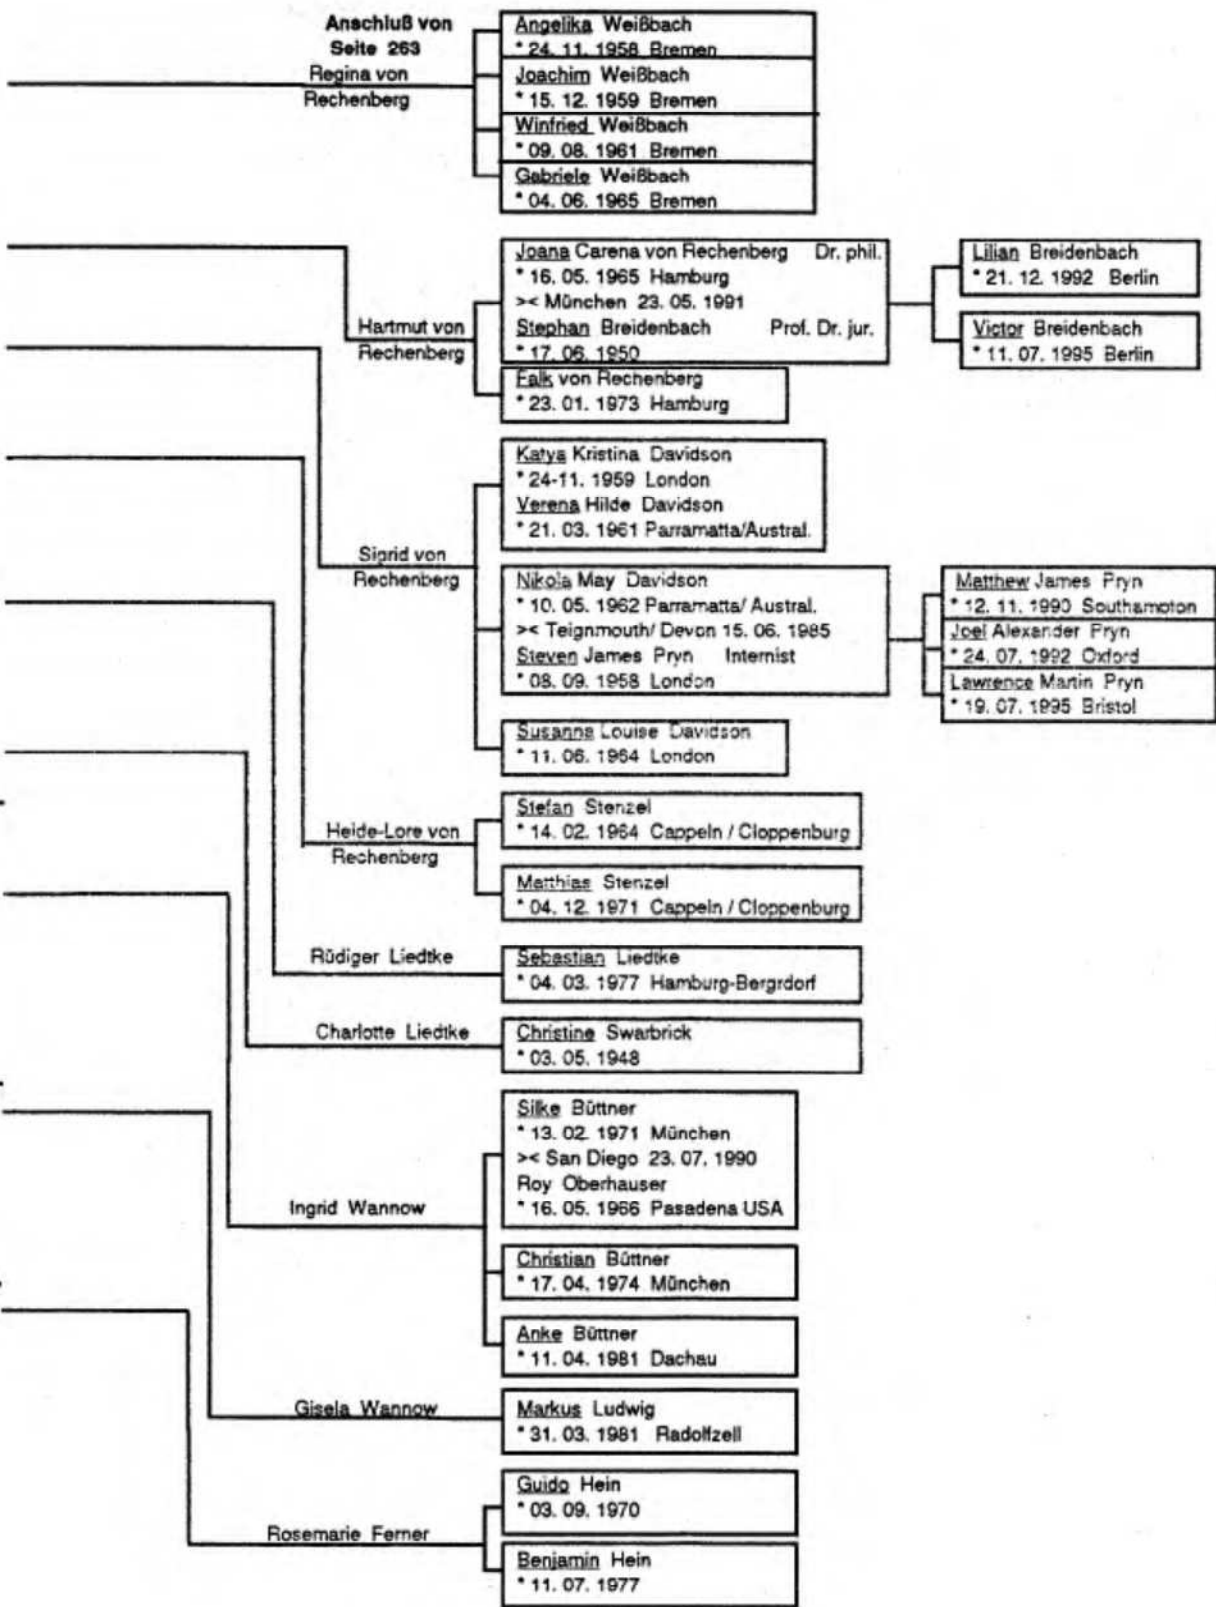 Anschluß von
Seite 263
Regina von
Rechenberg
Angelika Weißbach
* 24. 11. 1958 Bremen
Joachim Weißbach
* 15. 12. 1959 Bremen
Winfried Weißbach
* 09. 08. 1961 Bremen
Gabriele Weißbach
* 04. 06. 1965 Bremen
Hartmut von
Rechenberg
Joana Carena von Rechenberg Dr. phil.
* 16. 05. 1965 Hamburg
>< München 23. 05. 1991
Stephan Breidenbach Prof. Dr. jur.
* 17. 06. 1950
Lilian Breidenbach
* 21. 12. 1992 Berlin
Victor Breidenbach
* 11. 07. 1995 Berlin
Falk von Rechenberg
* 23. 01. 1973 Hamburg
Sigrid von
Rechenberg
Katya Kristina Davidson
* 24-11. 1959 London
Verena Hilde Davidson
* 21. 03. 1961 Parramatta/Austral.
Nikola May Davidson
* 10. 05. 1962 Parramatta/ Austral.
>< Teignmouth/ Devon 15. 06. 1985
Steven James Pryn Internist
* 08. 09. 1958 London
Matthew James Pryn
* 12. 11. 1990 Southampton
Joel Alexander Pryn
* 24. 07. 1992 Oxford
Lawrence Martin Pryn
* 19. 07. 1995 Bristol
Susanne Louise Davidson
* 11. 06. 1964 London
Heide-Lore von
Rechenberg
Stefan Stenzel
* 14. 02. 1964 Cappeln / Cloppenburg
Matthias Stenzel
* 04. 12. 1971 Cappeln / Cloppenburg
Rüdiger Liedtke
Sebastian Liedtke
* 04. 03. 1977 Hamburg-Bergrdorf
Charlotte Liedtke
Christine Swarbrick
* 03. 05. 1948
Ingrid Wannow
Silke Büttner
* 13. 02. 1971 München
>< San Diego 23. 07. 1990
Roy Oberhauser
* 16. 05. 1966 Pasadena USA
Christian Büttner
* 17. 04. 1974 München
Anke Büttner
* 11. 04. 1981 Dachau
Gisela Wannow
Markus Ludwig
* 31. 03. 1981 Radolfzell
Rosemarie Ferner
Guido Hein
* 03. 09. 1970
Benjamin Hein
* 11. 07. 1977